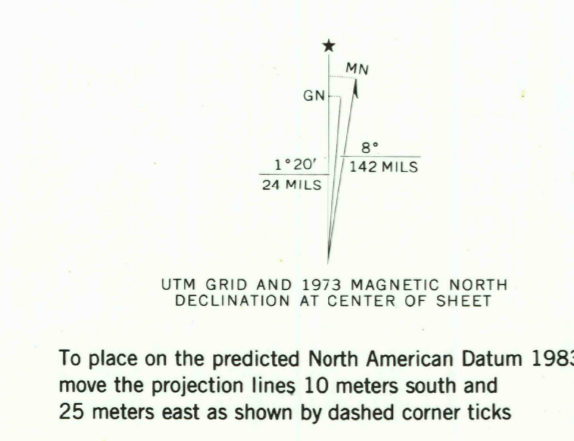 ★
MN
GN
1°20′
24 MILS
8°
142 MILS
UTM GRID AND 1973 MAGNETIC NORTH
DECLINATION AT CENTER OF SHEET
To place on the predicted North American Datum 1983
move the projection lines 10 meters south and
25 meters east as shown by dashed corner ticks